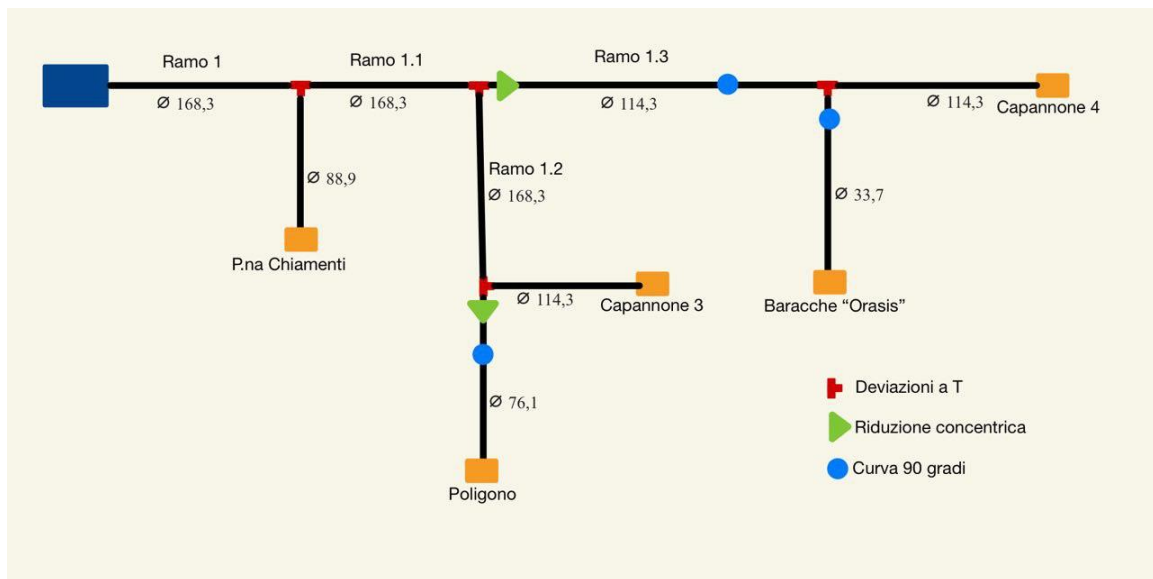 Ramo 1
Ramo 1.1
Ramo 1.3
Ø 168,3
Ø 168,3
Ø 114,3
Ø 114,3
Capannone 4
Ramo 1.2
Ø 88,9
Ø 168,3
Ø 33,7
P.na Chiamenti
Ø 114,3
Capannone 3
Baracche “Orasis”
Deviazioni a T
Ø 76,1
Riduzione concentrica
Curva 90 gradi
Poligono